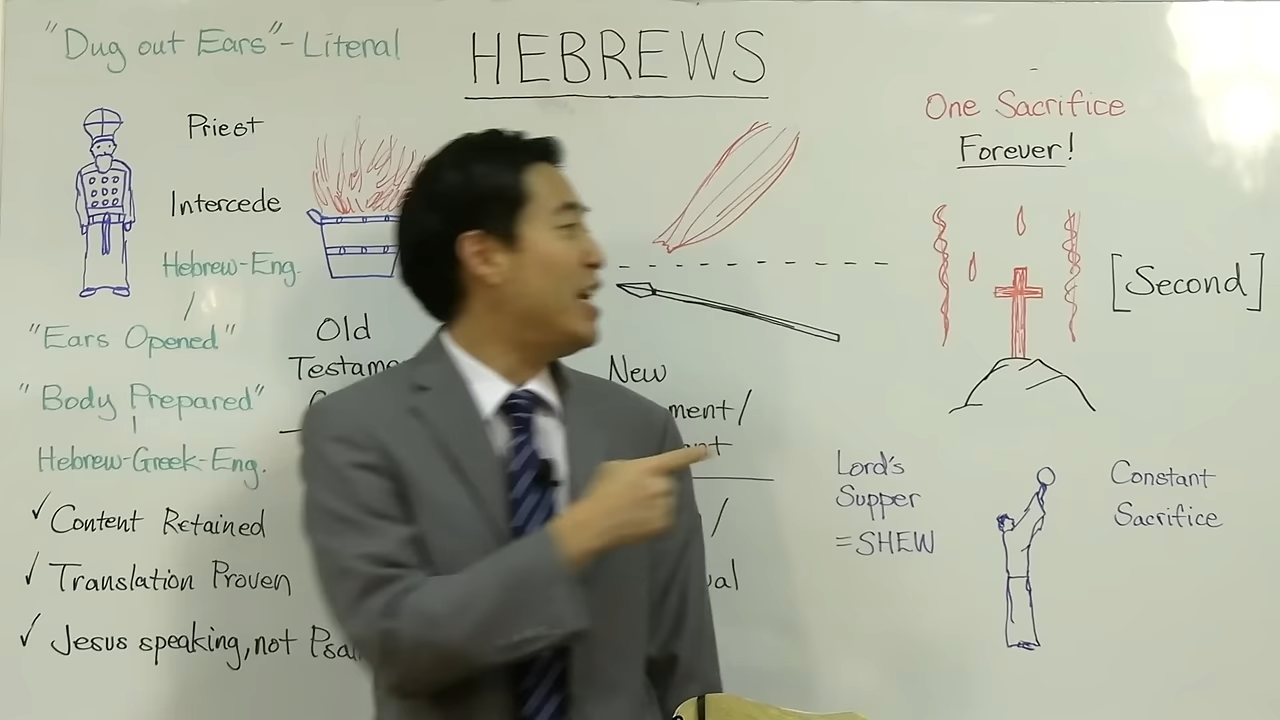 "Dug out Ears"-Literal
HEBREWS
Priest
Intercede
Hebrew-Eng.
"Ears Opened"
"Body Prepared"
Hebrew-Greek-Eng.
✓ Content Retained
✓ Translation Proven
✓ Jesus speaking, not
Old
New
One Sacrifice
Forever!
[Second]
Lord's
Supper
=SHEW
Constant
Sacrifice